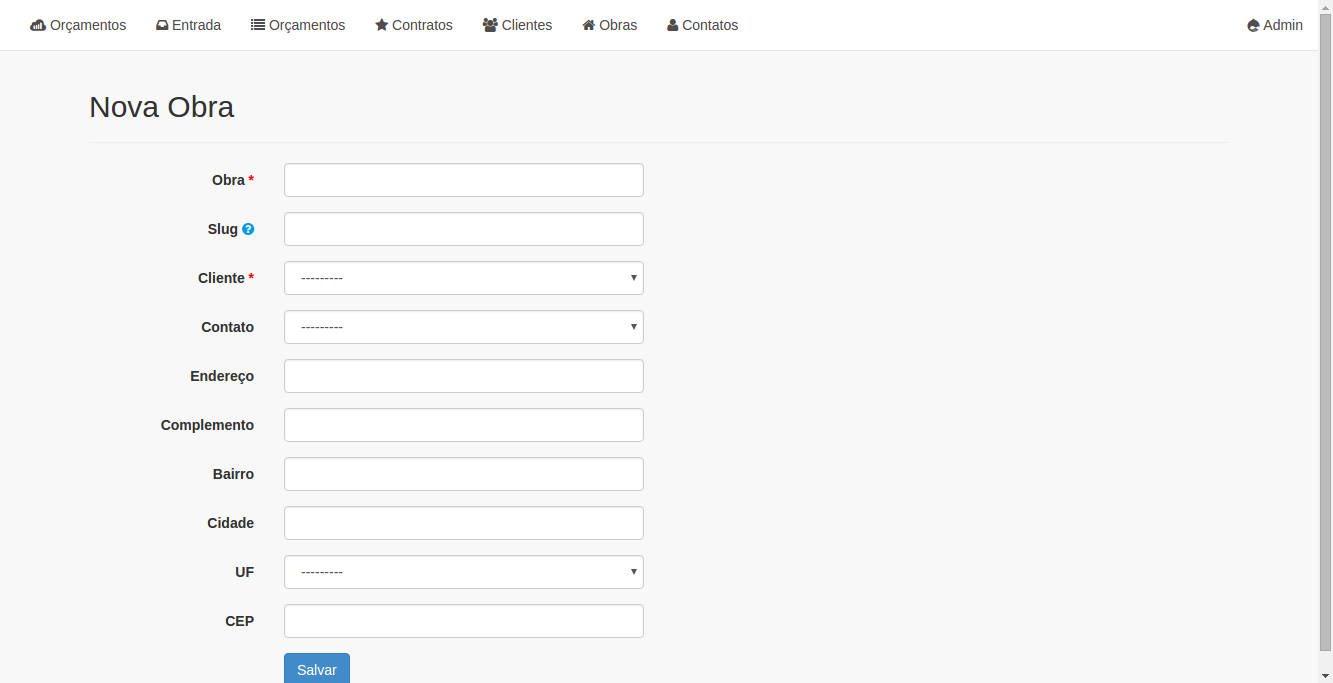 Orçamentos Entrada Orçamentos Contratos Clientes Obras Contatos Admin
Nova Obra
Obra *
Slug ?
Cliente * ---------
Contato ---------
Endereço
Complemento
Bairro
Cidade
UF ---------
CEP
Salvar